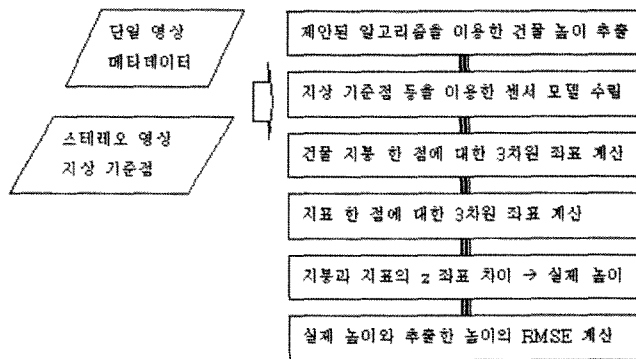 단일 영상
메타데이터
스테레오 영상
지상 기준점
제안된 알고리즘을 이용한 건물 높이 추출
지상 기준점 등을 이용한 센서 모델 수립
건물 지붕 한 점에 대한 3차원 좌표 계산
지표 한 점에 대한 3차원 좌표 계산
지붕과 지표의 z 좌표 차이 → 실제 높이
실제 높이와 추출한 높이의 RMSE 계산